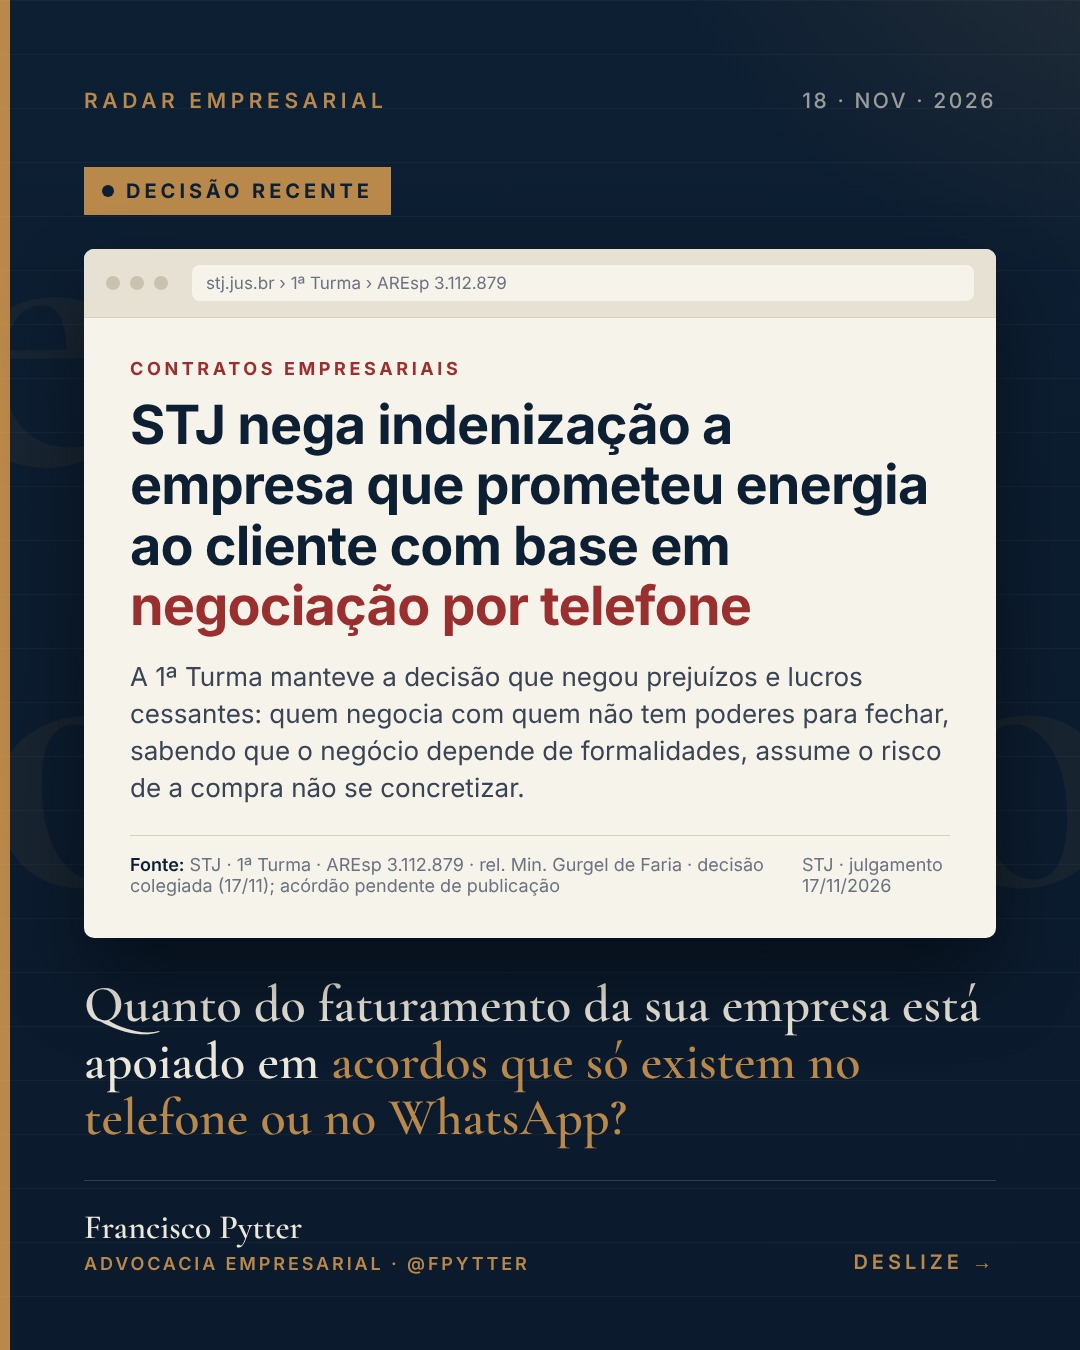 RADAR EMPRESARIAL
18 · NOV · 2026
● DECISÃO RECENTE
stj.jus.br › 1ª Turma › AREsp 3.112.879
CONTRATOS EMPRESARIAIS
STJ nega indenização a
empresa que prometeu energia
ao cliente com base em
negociação por telefone
A 1ª Turma manteve a decisão que negou prejuízos e lucros
cessantes: quem negocia com quem não tem poderes para fechar,
sabendo que o negócio depende de formalidades, assume o risco
de a compra não se concretizar.
Fonte: STJ · 1ª Turma · AREsp 3.112.879 · rel. Min. Gurgel de Faria · decisão
colegiada (17/11); acórdão pendente de publicação
STJ · julgamento
17/11/2026
Quanto do faturamento da sua empresa está
apoiado em acordos que só existem no
telefone ou no WhatsApp?
Francisco Pytter
ADVOCACIA EMPRESARIAL · @FPYTTER
DESLIZE →